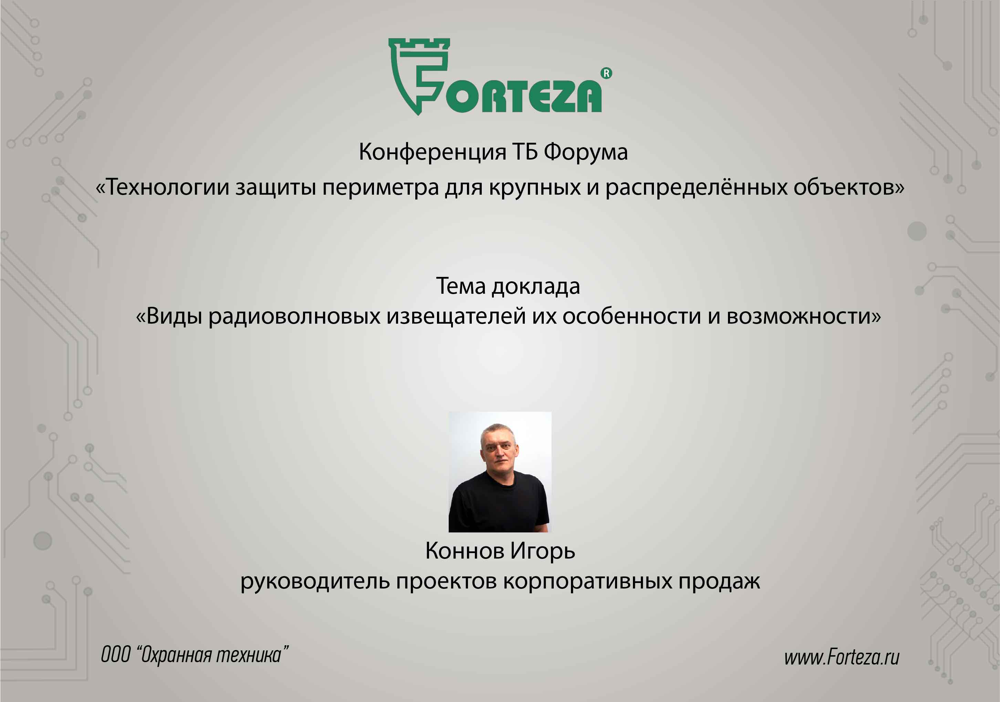 FORTEZA®
Конференция ТБ Форума
«Технологии защиты периметра для крупных и распределённых объектов»
Тема доклада
«Виды радиоволновых извещателей их особенности и возможности»
Коннов Игорь
руководитель проектов корпоративных продаж
ООО “Охранная техника”
www.Forteza.ru